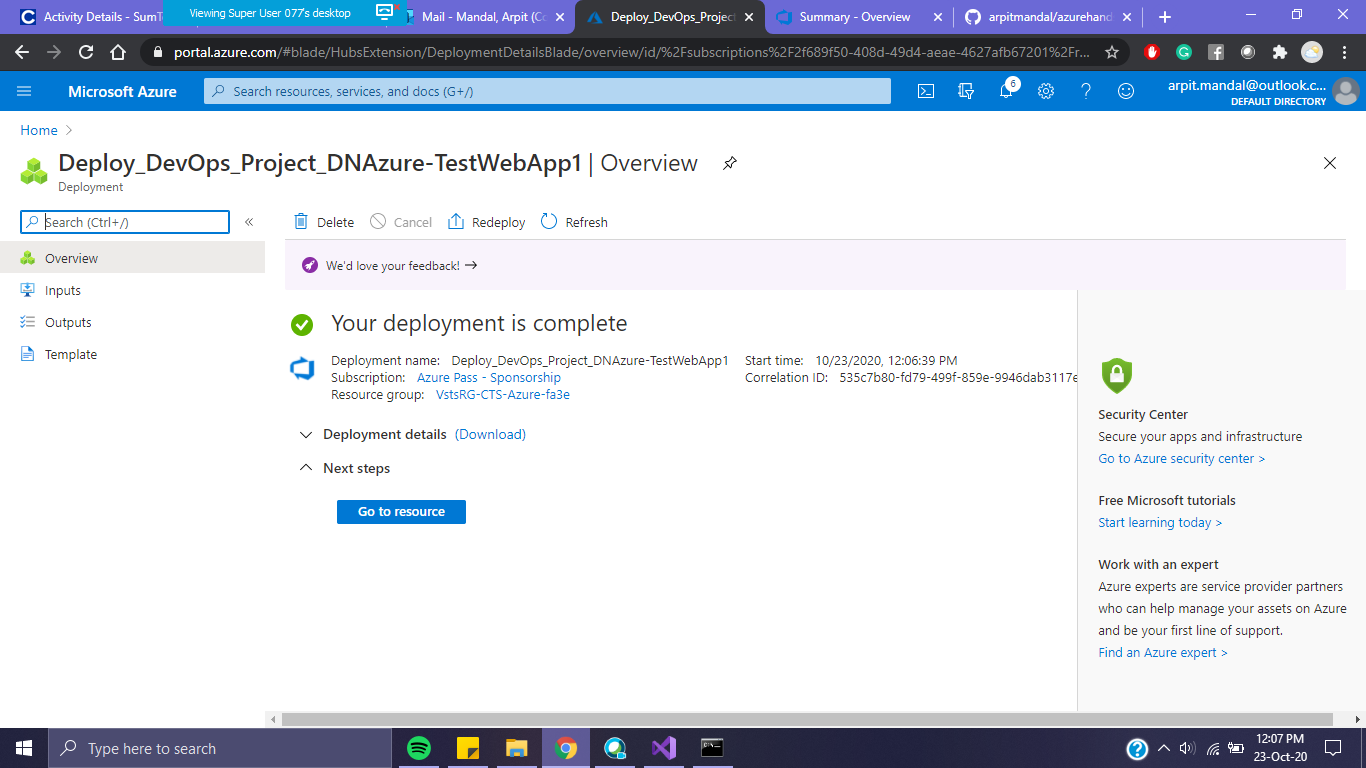 Activity Details - SumT
Viewing Super User 077's desktop
Mail - Mandal, Arpit (Co
Deploy_DevOps_Project
Summary - Overview
arpitmandal/azurehand
portal.azure.com/#blade/HubsExtension/DeploymentDetailsBlade/overview/id/%2Fsubscriptions%2F2f689f50-408d-49d4-aeae-4627afb67201%2Fr...
Microsoft Azure
Search resources, services, and docs (G+/)
6
arpit.mandal@outlook.c...
DEFAULT DIRECTORY
Home
Deploy_DevOps_Project_DNAzure-TestWebApp1 | Overview
Deployment
Search (Ctrl+/)
«
Delete
Cancel
Redeploy
Refresh
Overview
Inputs
Outputs
Template
We'd love your feedback! →
Your deployment is complete
Deployment name: Deploy_DevOps_Project_DNAzure-TestWebApp1
Subscription: Azure Pass - Sponsorship
Resource group: VstsRG-CTS-Azure-fa3e
Start time: 10/23/2020, 12:06:39 PM
Correlation ID: 535c7b80-fd79-499f-859e-9946dab3117e
Deployment details (Download)
Next steps
Go to resource
Security Center
Secure your apps and infrastructure
Go to Azure security center >
Free Microsoft tutorials
Start learning today >
Work with an expert
Azure experts are service provider partners
who can help manage your assets on Azure
and be your first line of support.
Find an Azure expert >
Type here to search
12:07 PM
23-Oct-20